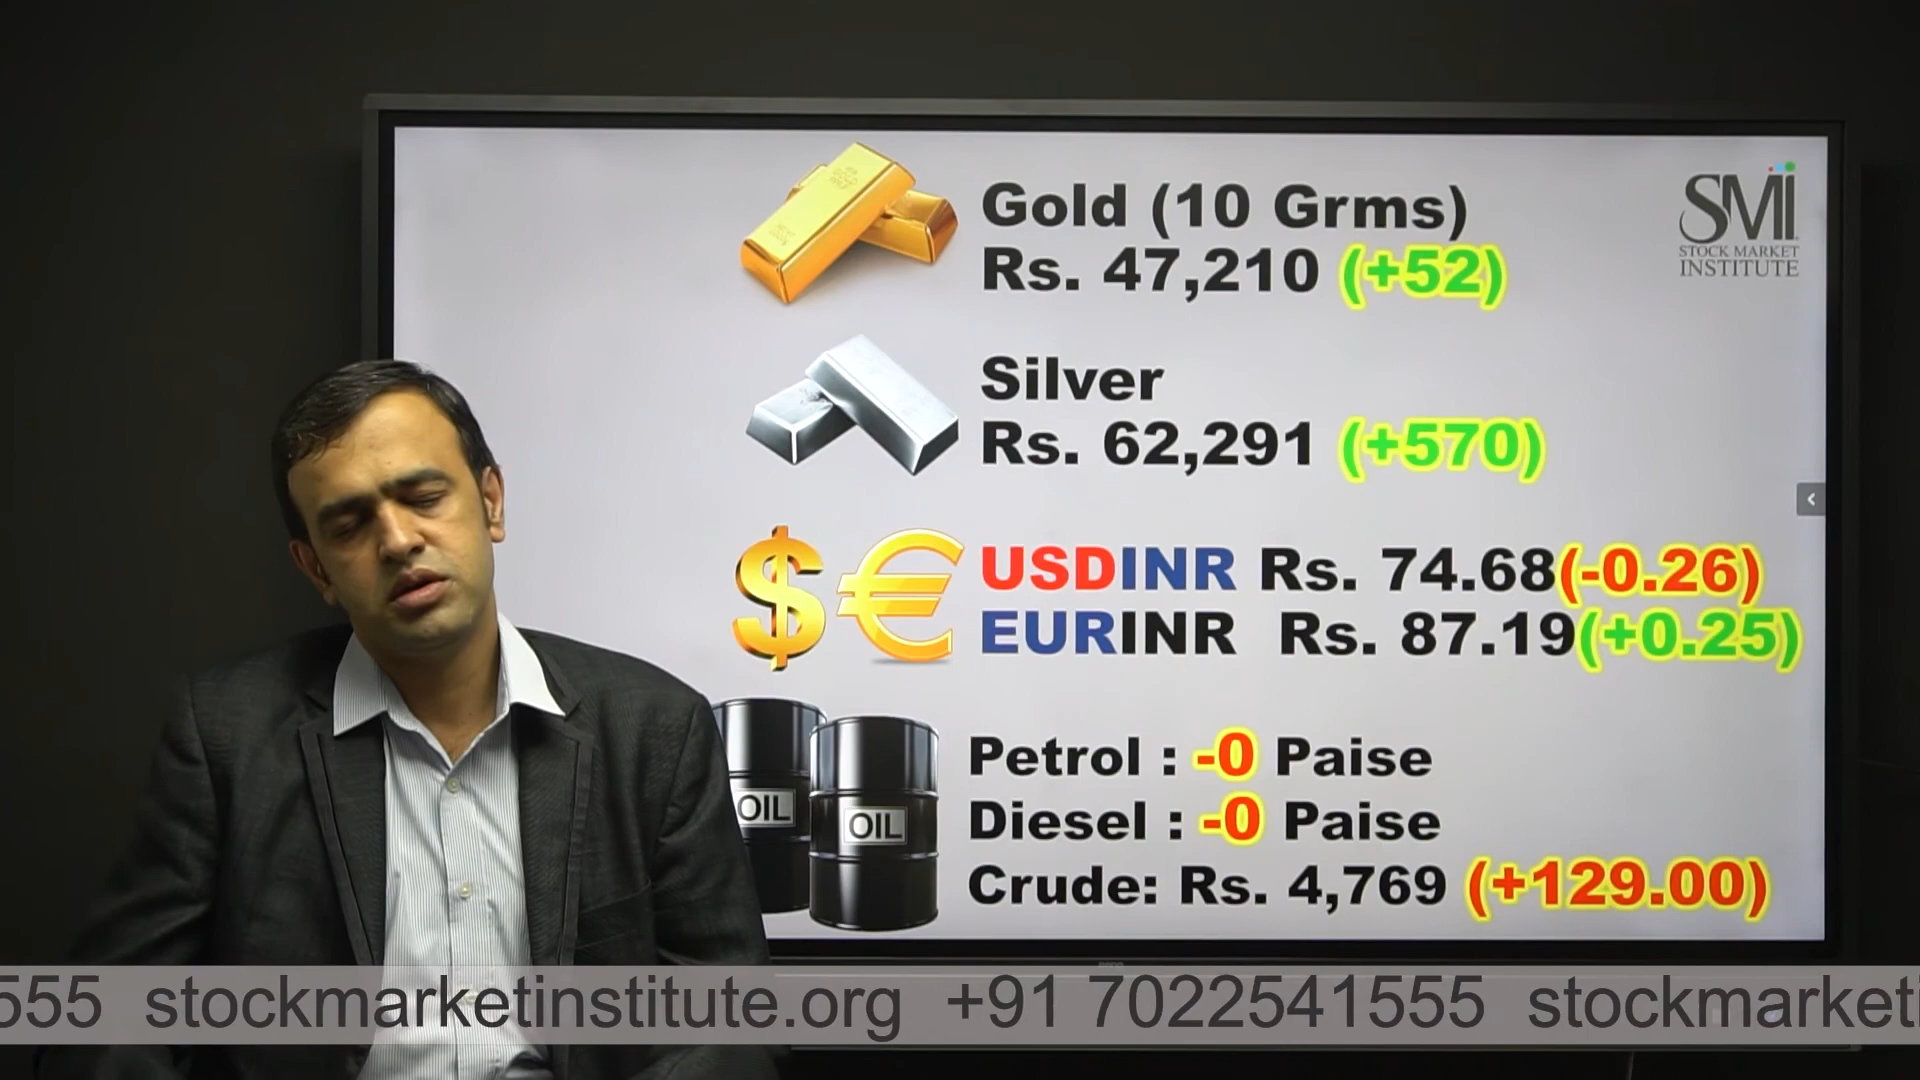 Gold (10 Grms)
Rs. 47,210 (+52)
SMI
STOCK MARKET
INSTITUTE
Silver
Rs. 62,291 (+570)
$€ USDINR Rs. 74.68(-0.26)
EURINR Rs. 87.19(+0.25)
OIL
OIL
Petrol : -0 Paise
Diesel : -0 Paise
Crude: Rs. 4,769 (+129.00)
555 stockmarketinstitute.org +91 7022541555 stockmarketi